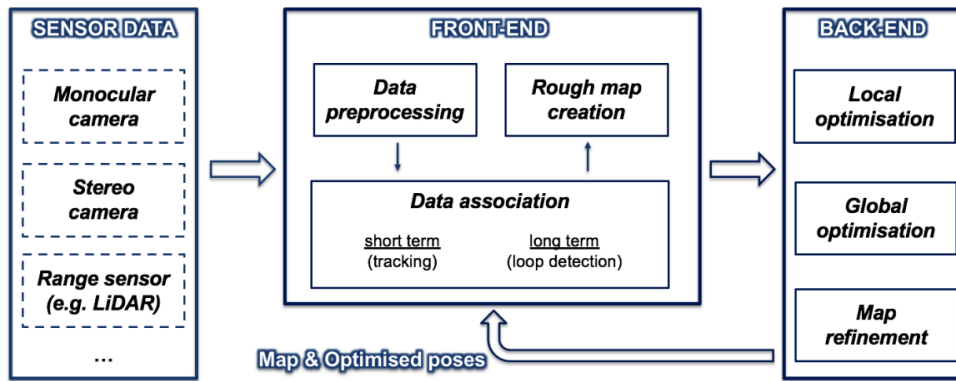 SENSOR DATA
Monocular
camera
Stereo
camera
Range sensor
(e.g. LiDAR)
...
FRONT-END
Data
preprocessing
Rough map
creation
Data association
short term
(tracking)
long term
(loop detection)
Map & Optimised poses
BACK-END
Local
optimisation
Global
optimisation
Map
refinement